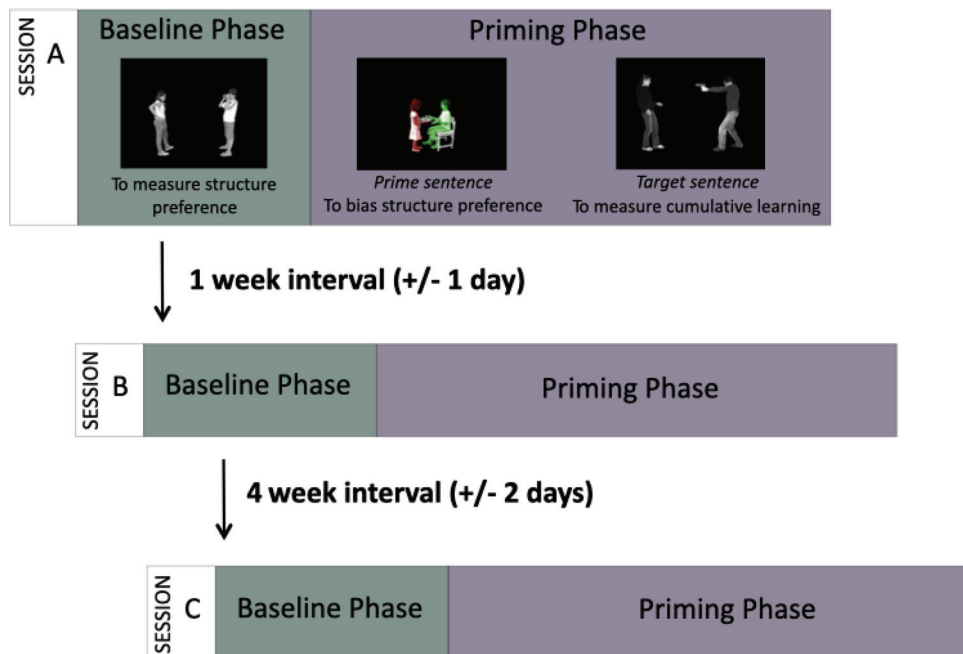 SESSION A
Baseline Phase
To measure structure
preference
Priming Phase
Prime sentence
To bias structure preference
Target sentence
To measure cumulative learning
1 week interval (+/- 1 day)
SESSION B
Baseline Phase
Priming Phase
4 week interval (+/- 2 days)
SESSION C
Baseline Phase
Priming Phase